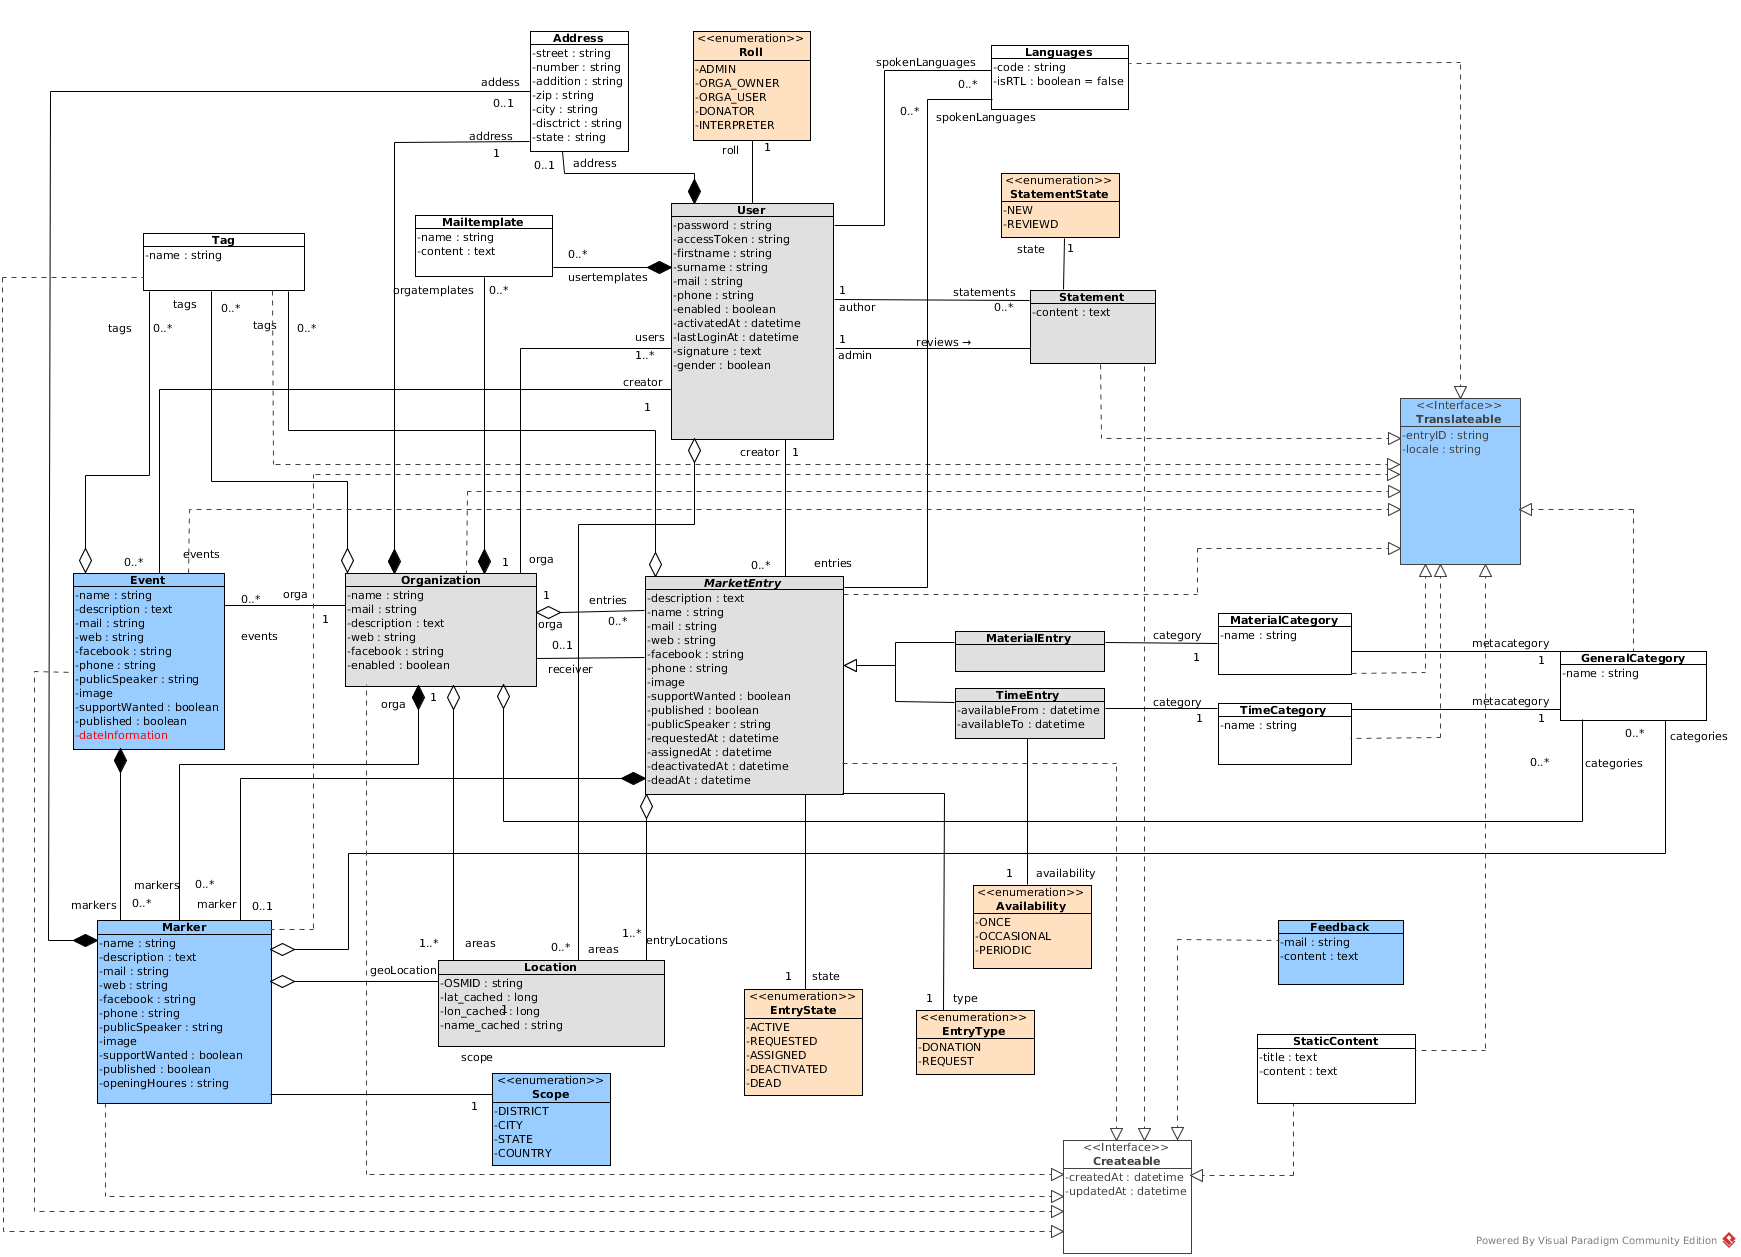 Address
-street : string
-number : string
-addition : string
-zip : string
-city : string
-disctrict : string
-state : string
addess
0..1
address
1
0..1
address
<<enumeration>>
Roll
-ADMIN
-ORGA_OWNER
-ORGA_USER
-DONATOR
-INTERPRETER
roll
1
Languages
-code : string
-isRTL : boolean = false
spokenLanguages
0..*
0..*
spokenLanguages
<<enumeration>>
StatementState
-NEW
-REVIEWD
state
1
Tag
-name : string
tags
0..*
tags
0..*
tags
0..*
Mailtemplate
-name : string
-content : text
0..*
usertemplates
orgatemplates
0..*
User
-password : string
-accessToken : string
-firstname : string
-surname : string
-mail : string
-phone : string
-enabled : boolean
-activatedAt : datetime
-lastLoginAt : datetime
-signature : text
-gender : boolean
users
1..*
creator
1
1
author
1
admin
statements
0..*
reviews →
Statement
-content : text
creator
1
<<Interface>>
Translateable
-entryID : string
-locale : string
0..*
events
Event
-name : string
-description : text
-mail : string
-web : string
-facebook : string
-phone : string
-publicSpeaker : string
-image
-supportWanted : boolean
-published : boolean
-dateInformation
0..*
orga
events
1
1
orga
Organization
-name : string
-mail : string
-description : text
-web : string
-facebook : string
-enabled : boolean
1
entries
orga
0..*
0..1
receiver
orga
1
0..*
entries
MarketEntry
-description : text
-name : string
-mail : string
-web : string
-facebook : string
-phone : string
-image
-supportWanted : boolean
-published : boolean
-publicSpeaker : string
-requestedAt : datetime
-assignedAt : datetime
-deactivatedAt : datetime
-deadAt : datetime
MaterialEntry
TimeEntry
-availableFrom : datetime
-availableTo : datetime
category
1
category
1
MaterialCategory
-name : string
TimeCategory
-name : string
metacategory
1
metacategory
1
GeneralCategory
-name : string
0..*
categories
0..*
categories
markers
0..*
markers
0..*
marker
0..1
Marker
-name : string
-description : text
-mail : string
-web : string
-facebook : string
-phone : string
-publicSpeaker : string
-image
-supportWanted : boolean
-published : boolean
-openingHoures : string
1..*
areas
0..*
areas
1..*
entryLocations
geoLocation
1
Location
-OSMID : string
-lat_cached : long
-lon_cached : long
-name_cached : string
scope
1
<<enumeration>>
Scope
-DISTRICT
-CITY
-STATE
-COUNTRY
1
state
<<enumeration>>
EntryState
-ACTIVE
-REQUESTED
-ASSIGNED
-DEACTIVATED
-DEAD
1
type
<<enumeration>>
EntryType
-DONATION
-REQUEST
1
availability
<<enumeration>>
Availability
-ONCE
-OCCASIONAL
-PERIODIC
Feedback
-mail : string
-content : text
StaticContent
-title : text
-content : text
<<Interface>>
Createable
-createdAt : datetime
-updatedAt : datetime
Powered By Visual Paradigm Community Edition